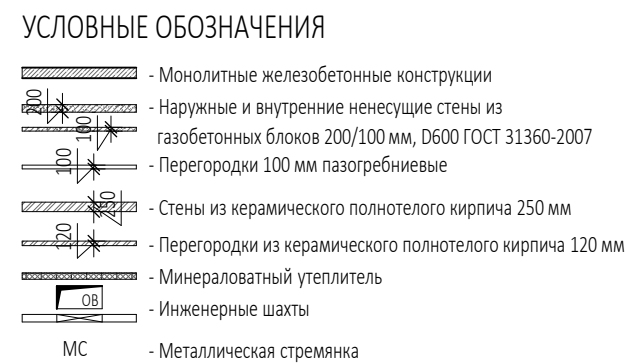 УСЛОВНЫЕ ОБОЗНАЧЕНИЯ
- Монолитные железобетонные конструкции
200
- Наружные и внутренние ненесущие стены из
100
газобетонных блоков 200/100 мм, D600 ГОСТ 31360-2007
100
- Перегородки 100 мм пазогребниевые
250
- Стены из керамического полнотелого кирпича 250 мм
120
- Перегородки из керамического полнотелого кирпича 120 мм
- Минераловатный утеплитель
ОВ
- Инженерные шахты
МС - Металлическая стремянка